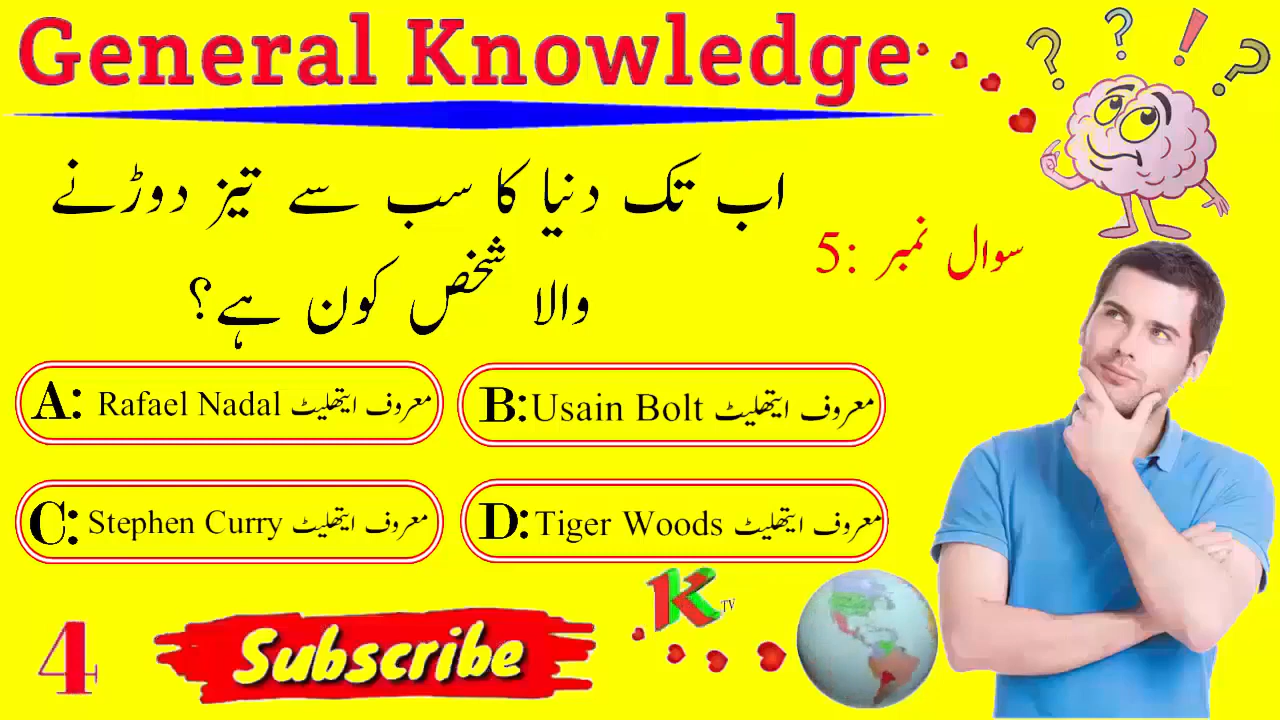 General Knowledge
سوال نمبر :5
اب تک دنیا کا سب سے تیز دوڑنے
والا شخص کون ہے؟
A: Rafael Nadal معروف ایتھلیٹ
B: Usain Bolt معروف ایتھلیٹ
C: Stephen Curry معروف ایتھلیٹ
D: Tiger Woods معروف ایتھلیٹ
4
Subscribe
K TV